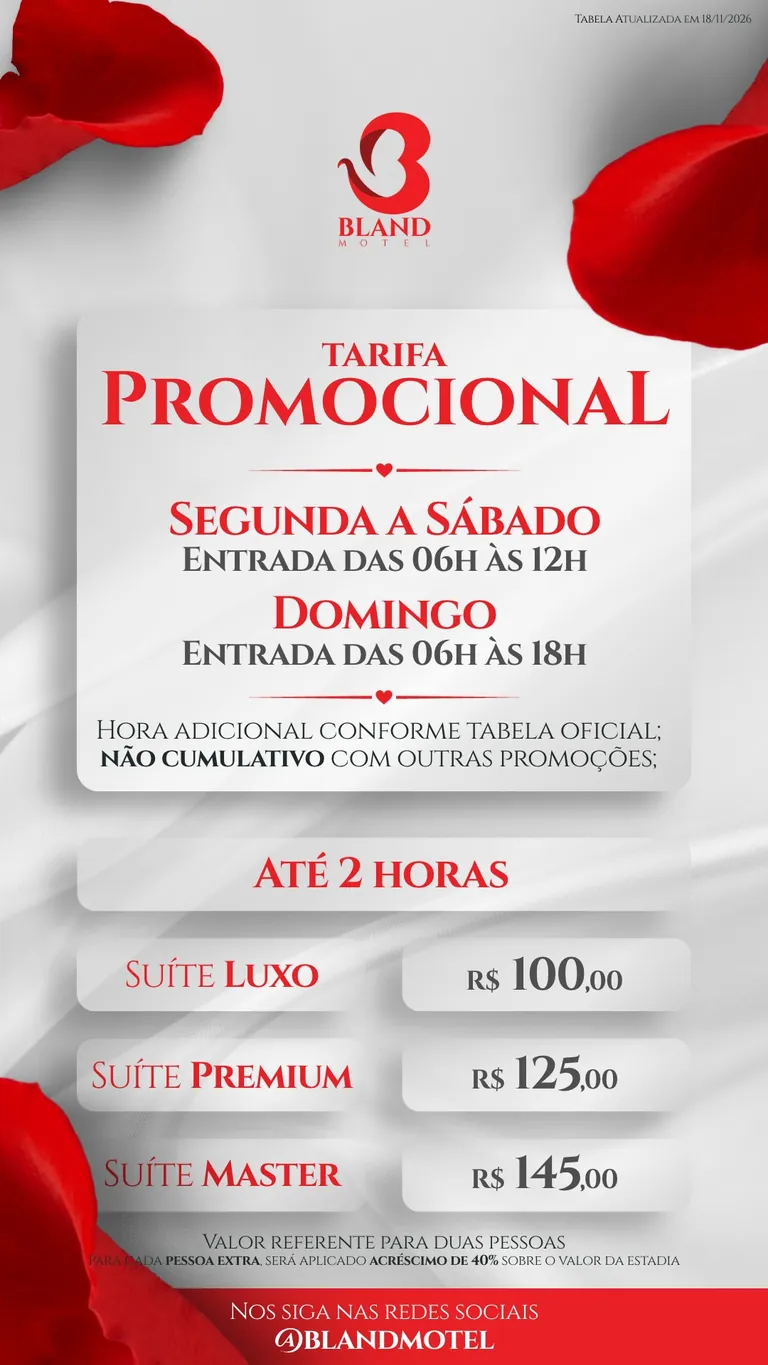 Tabela Atualizada em 18/11/2026
BLAND
MOTEL
TARIFA
PROMOCIONAL
SEGUNDA A SÁBADO
ENTRADA DAS 06H ÀS 12H
DOMINGO
ENTRADA DAS 06H ÀS 18H
HORA ADICIONAL CONFORME TABELA OFICIAL;
NÃO CUMULATIVO COM OUTRAS PROMOÇÕES;
ATÉ 2 HORAS
SUÍTE LUXO R$ 100,00
SUÍTE PREMIUM R$ 125,00
SUÍTE MASTER R$ 145,00
VALOR REFERENTE PARA DUAS PESSOAS
PARA CADA PESSOA EXTRA, SERÁ APLICADO ACRÉSCIMO DE 40% SOBRE O VALOR DA ESTADIA
NOS SIGA NAS REDES SOCIAIS
@BLANDMOTEL